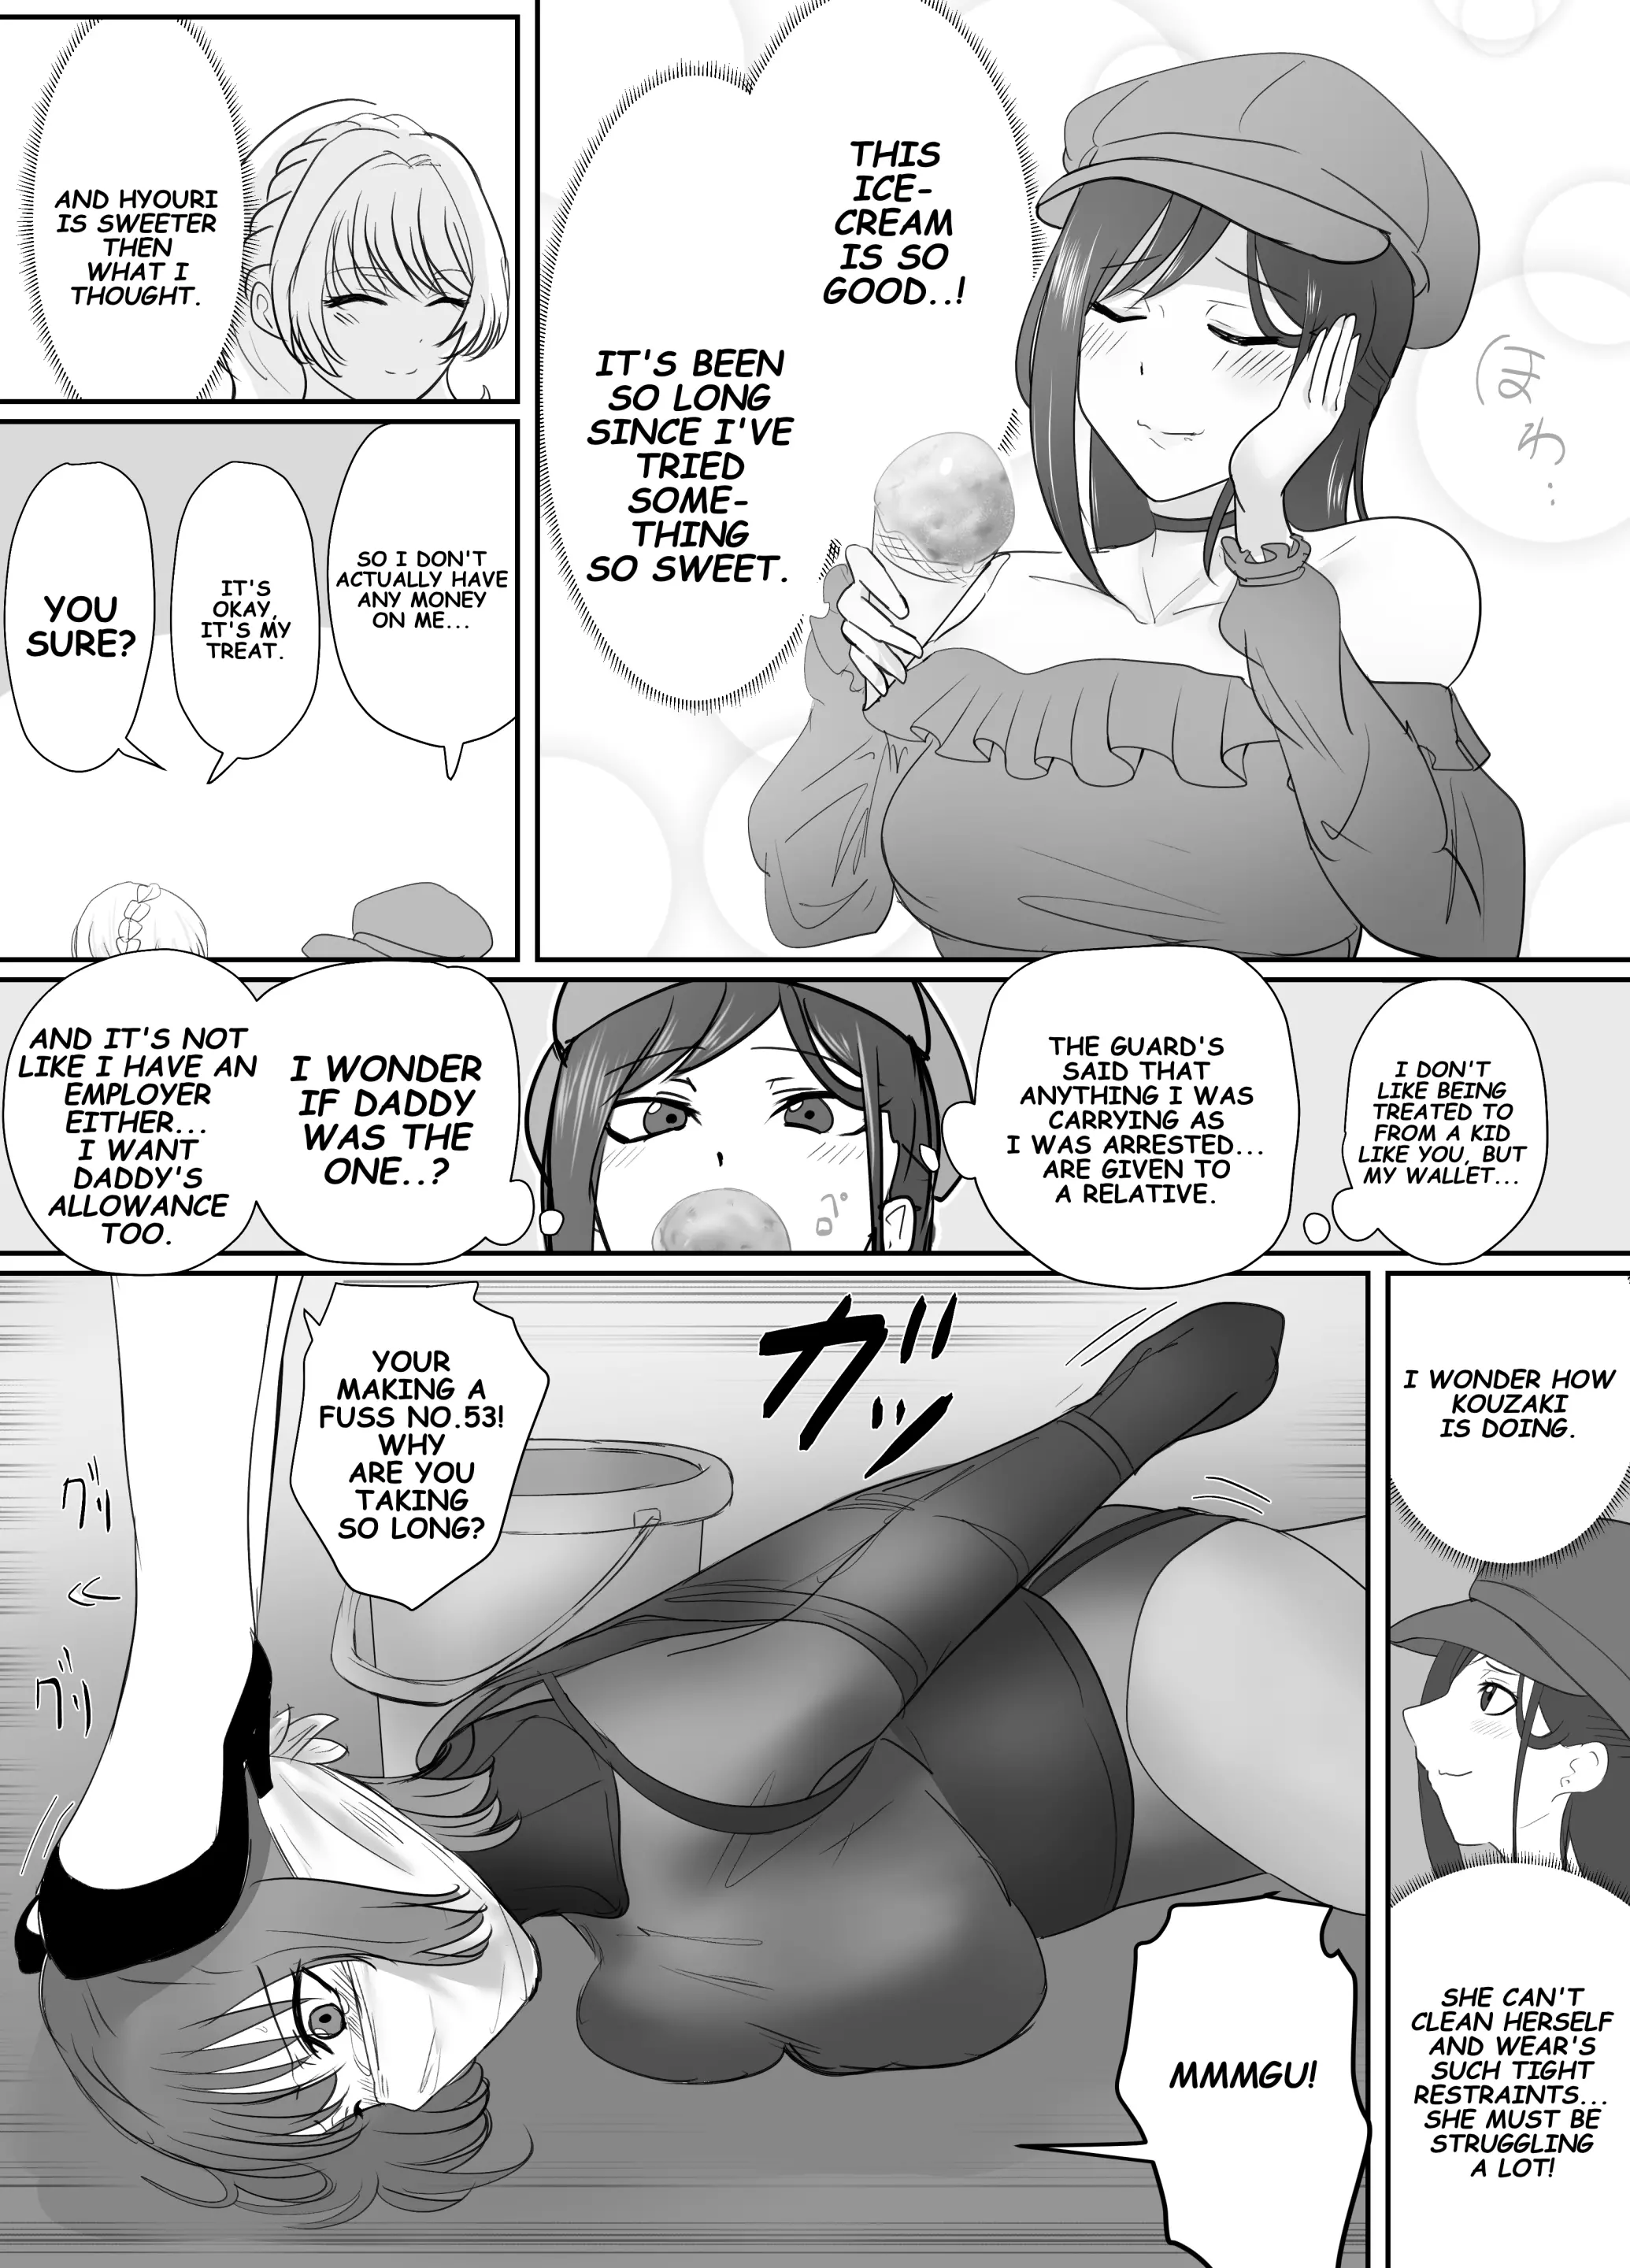 THIS
ICE-
CREAM
IS SO
GOOD..!
IT'S BEEN
SO LONG
SINCE I'VE
TRIED
SOME-
THING
SO SWEET.
ほわ..
AND HYOURI
IS SWEETER
THEN
WHAT I
THOUGHT.
SO I DON'T
ACTUALLY HAVE
ANY MONEY
ON ME...
IT'S
OKAY,
IT'S MY
TREAT.
YOU
SURE?
I DON'T
LIKE BEING
TREATED TO
FROM A KID
LIKE YOU, BUT
MY WALLET...
THE GUARD'S
SAID THAT
ANYTHING I WAS
CARRYING AS
I WAS ARRESTED...
ARE GIVEN TO
A RELATIVE.
ペロ
I WONDER
IF DADDY
WAS THE
ONE..?
AND IT'S NOT
LIKE I HAVE AN
EMPLOYER
EITHER...
I WANT
DADDY'S
ALLOWANCE
TOO.
I WONDER HOW
KOUZAKI
IS DOING.
SHE CAN'T
CLEAN HERSELF
AND WEAR'S
SUCH TIGHT
RESTRAINTS...
SHE MUST BE
STRUGGLING
A LOT!
ガッ
YOUR
MAKING A
FUSS NO.53!
WHY
ARE YOU
TAKING
SO LONG?
グリ
グリ
MMMGU!